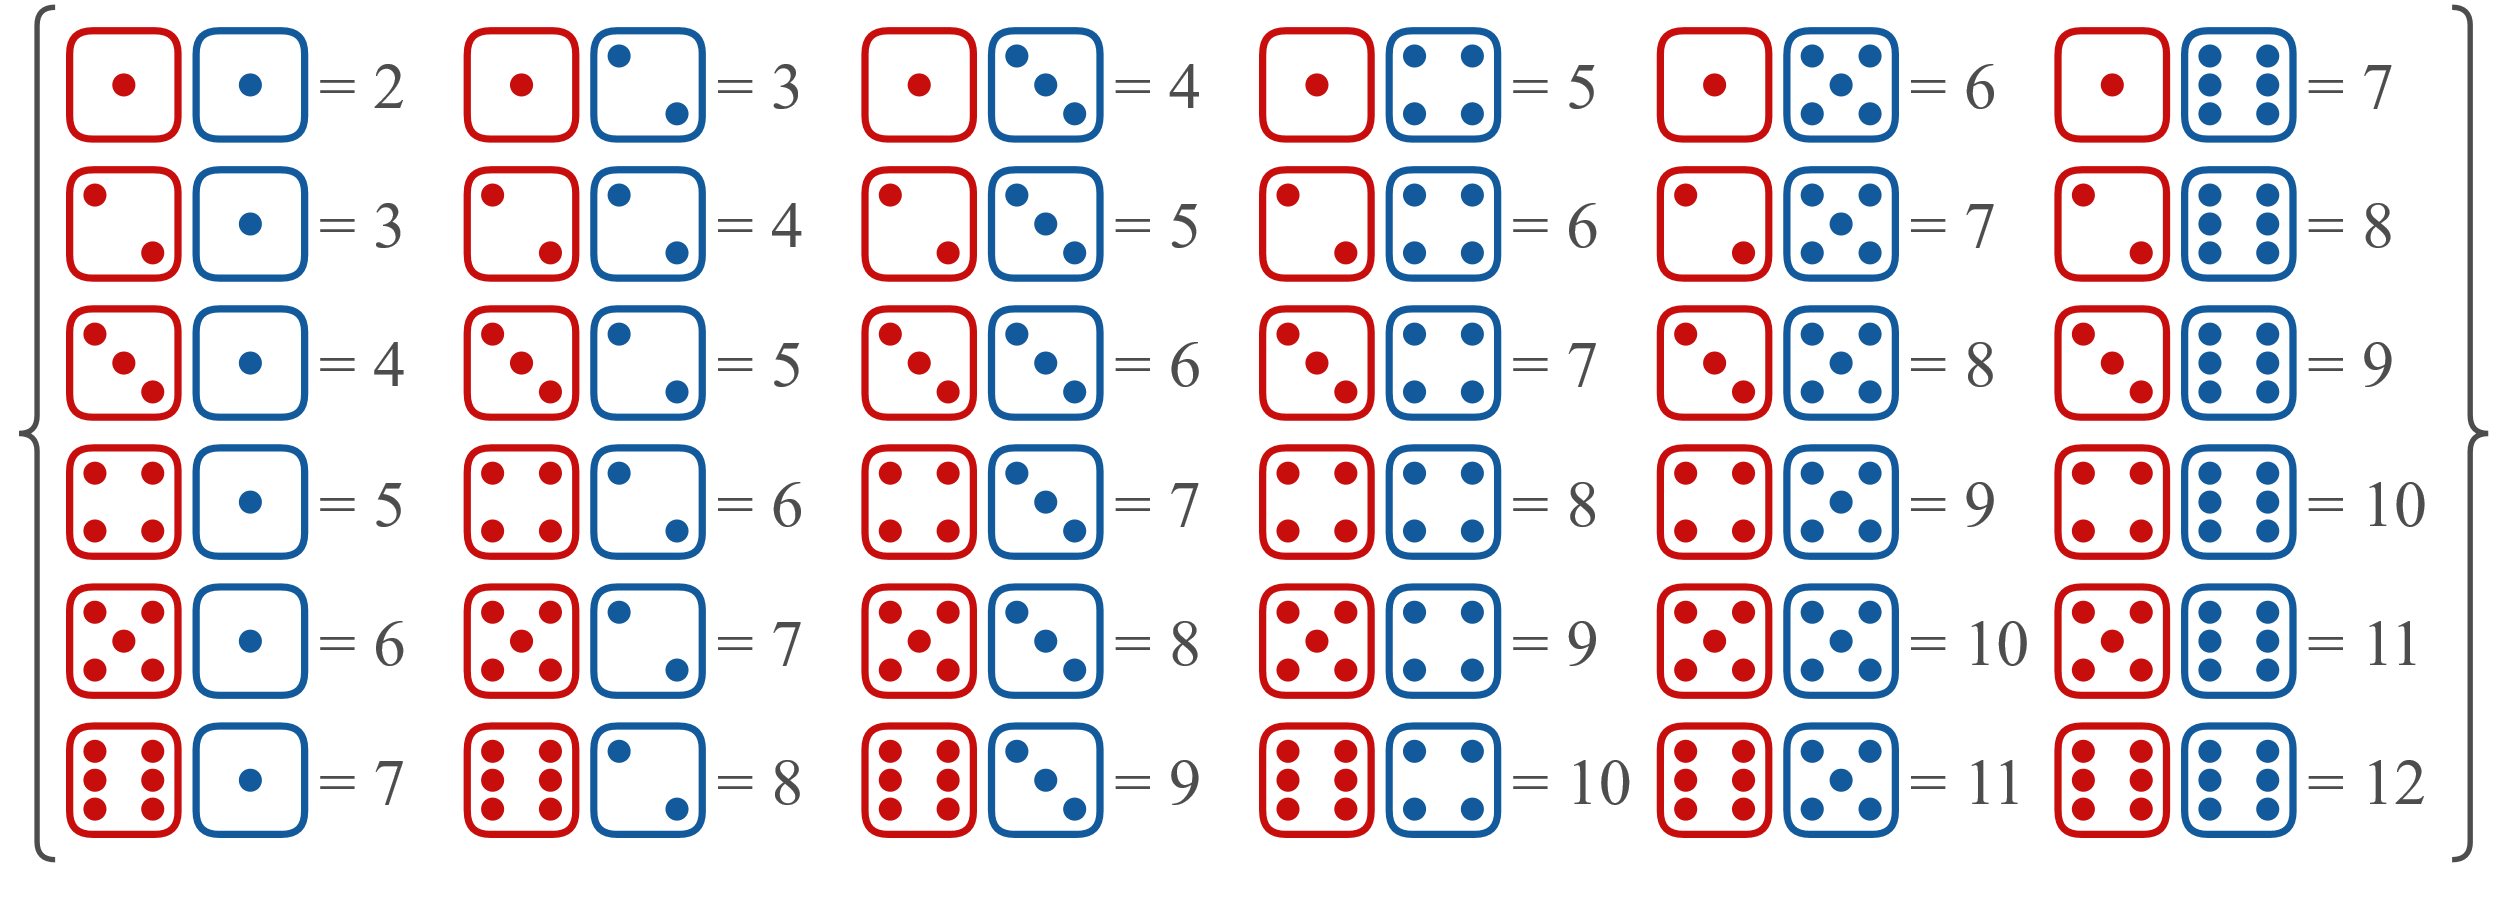 = 2 = 3 = 4 = 5 = 6 = 7
= 3 = 4 = 5 = 6 = 7 = 8
= 4 = 5 = 6 = 7 = 8 = 9
= 5 = 6 = 7 = 8 = 9 = 10
= 6 = 7 = 8 = 9 = 10 = 11
= 7 = 8 = 9 = 10 = 11 = 12